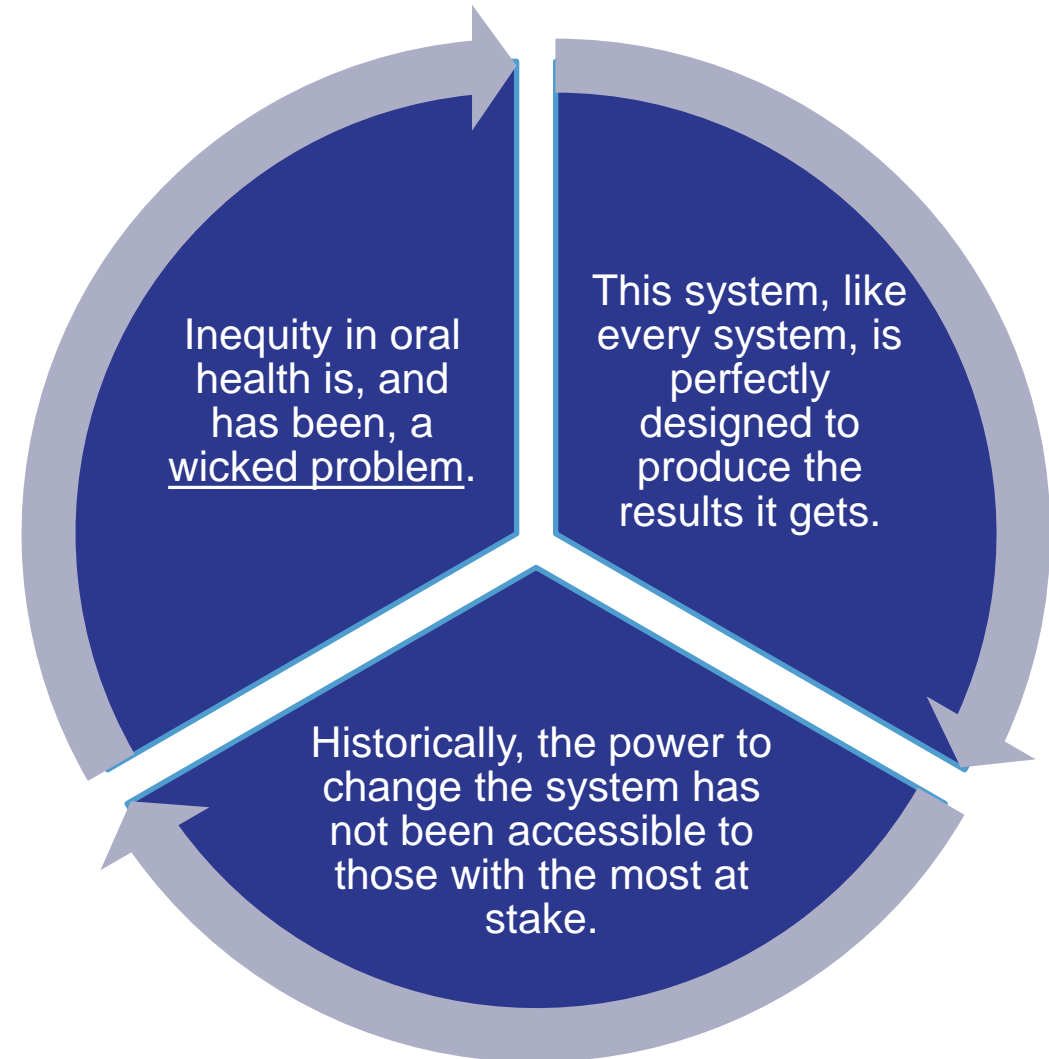 Inequity in oral
health is, and
has been, a
wicked problem.
This system, like
every system, is
perfectly
designed to
produce the
results it gets.
Historically, the power to
change the system has
not been accessible to
those with the most at
stake.